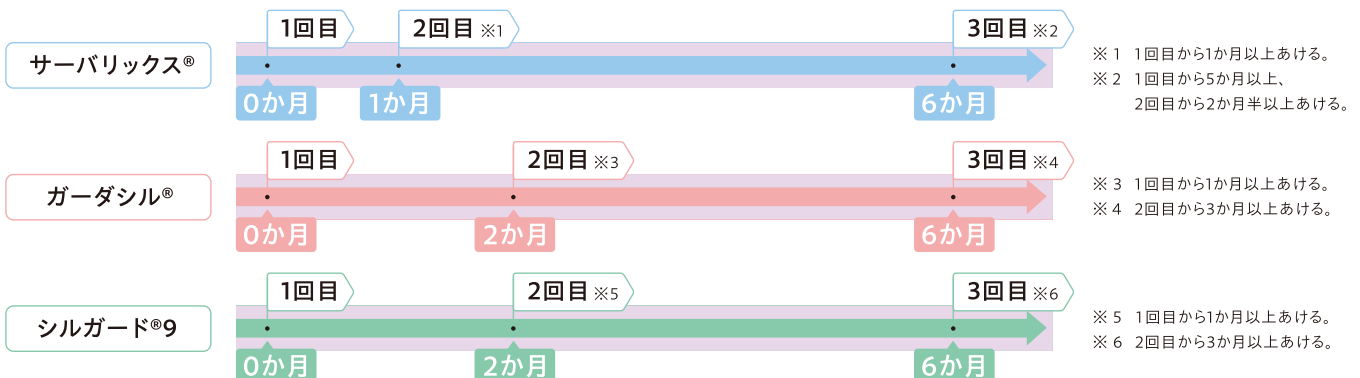 1回目 2回目 ※1 3回目 ※2
サーバリックス®
0か月 1か月 6か月
※1 1回目から1か月以上あける。
※2 1回目から5か月以上、
2回目から2か月半以上あける。
1回目 2回目 ※3 3回目 ※4
ガーダシル®
0か月 2か月 6か月
※3 1回目から1か月以上あける。
※4 2回目から3か月以上あける。
1回目 2回目 ※5 3回目 ※6
シルガード®9
0か月 2か月 6か月
※5 1回目から1か月以上あける。
※6 2回目から3か月以上あける。